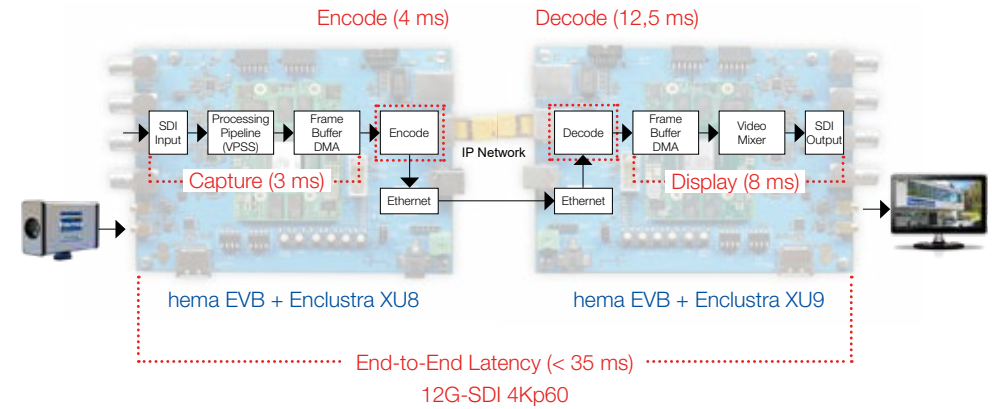 Encode (4 ms)
Decode (12,5 ms)
SDI
Input
Processing
Pipeline
(VPSS)
Frame
Buffer
DMA
Encode
IP Network
Decode
Frame
Buffer
DMA
Video
Mixer
SDI
Output
Capture (3 ms)
Display (8 ms)
Ethernet
Ethernet
hema EVB + Enclustra XU8
hema EVB + Enclustra XU9
End-to-End Latency (< 35 ms)
12G-SDI 4Kp60